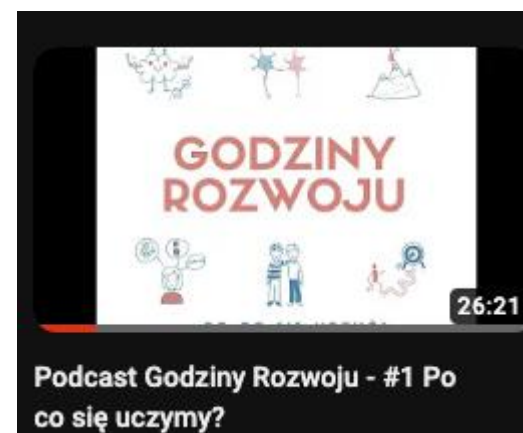 GODZINY
ROZWOJU
26:21
Podcast Godziny Rozwoju - #1 Po
co się uczymy?